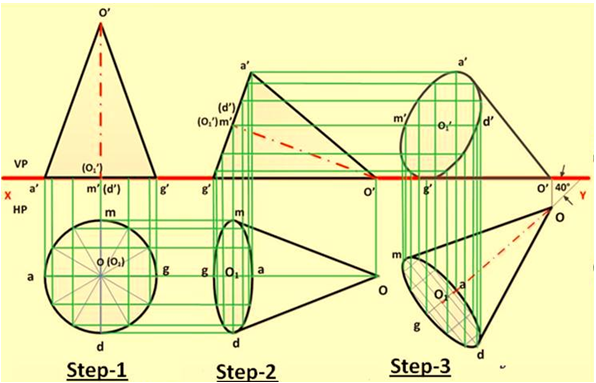 O'
a'
a'
(d')
(O₁')m'
m'
O₁'
d'
VP
(O₁')
X
a'
m' (d')
g'
g'
O'
g'
O'
40°
Y
HP
O
m
m
m
a
O (O₁)
g
g
O₁
a
O
O₁
a
g
d
d
d
Step-1
Step-2
Step-3